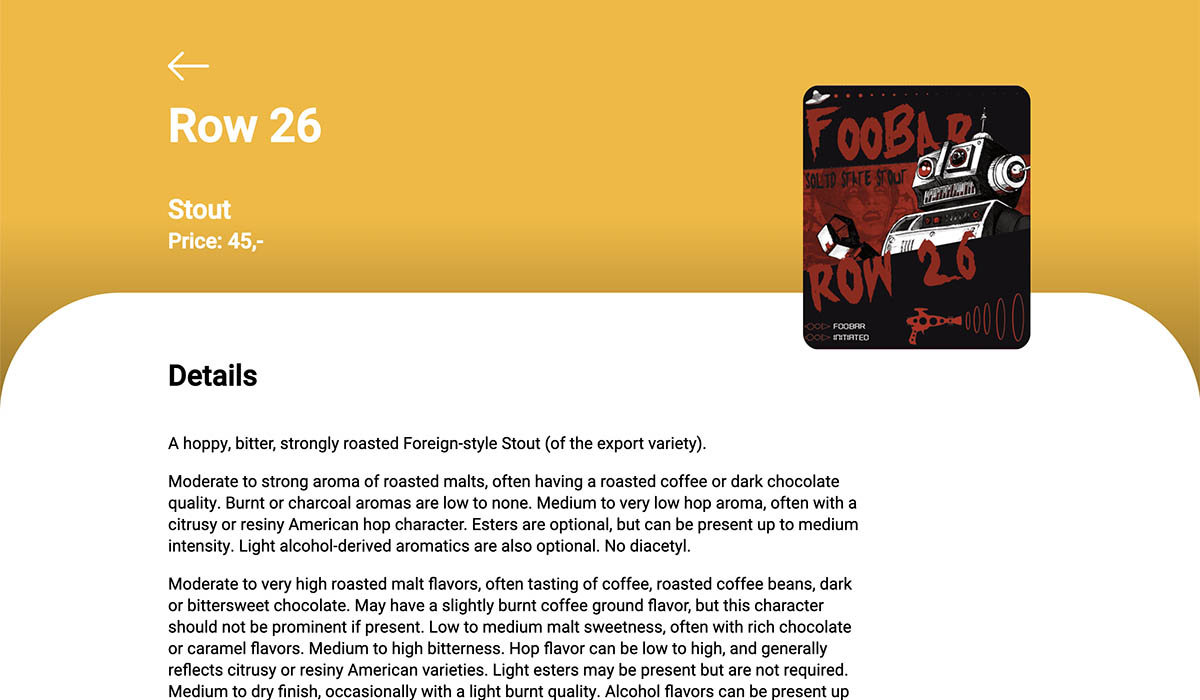 Row 26
Stout
Price: 45,-
FOOBAR
SOLID STATE STOUT
ROW 26
FOOBAR
INITIATED
Details
A hoppy, bitter, strongly roasted Foreign-style Stout (of the export variety).
Moderate to strong aroma of roasted malts, often having a roasted coffee or dark chocolate
quality. Burnt or charcoal aromas are low to none. Medium to very low hop aroma, often with a
citrusy or resiny American hop character. Esters are optional, but can be present up to medium
intensity. Light alcohol-derived aromatics are also optional. No diacetyl.
Moderate to very high roasted malt flavors, often tasting of coffee, roasted coffee beans, dark
or bittersweet chocolate. May have a slightly burnt coffee ground flavor, but this character
should not be prominent if present. Low to medium malt sweetness, often with rich chocolate
or caramel flavors. Medium to high bitterness. Hop flavor can be low to high, and generally
reflects citrusy or resiny American varieties. Light esters may be present but are not required.
Medium to dry finish, occasionally with a light burnt quality. Alcohol flavors can be present up